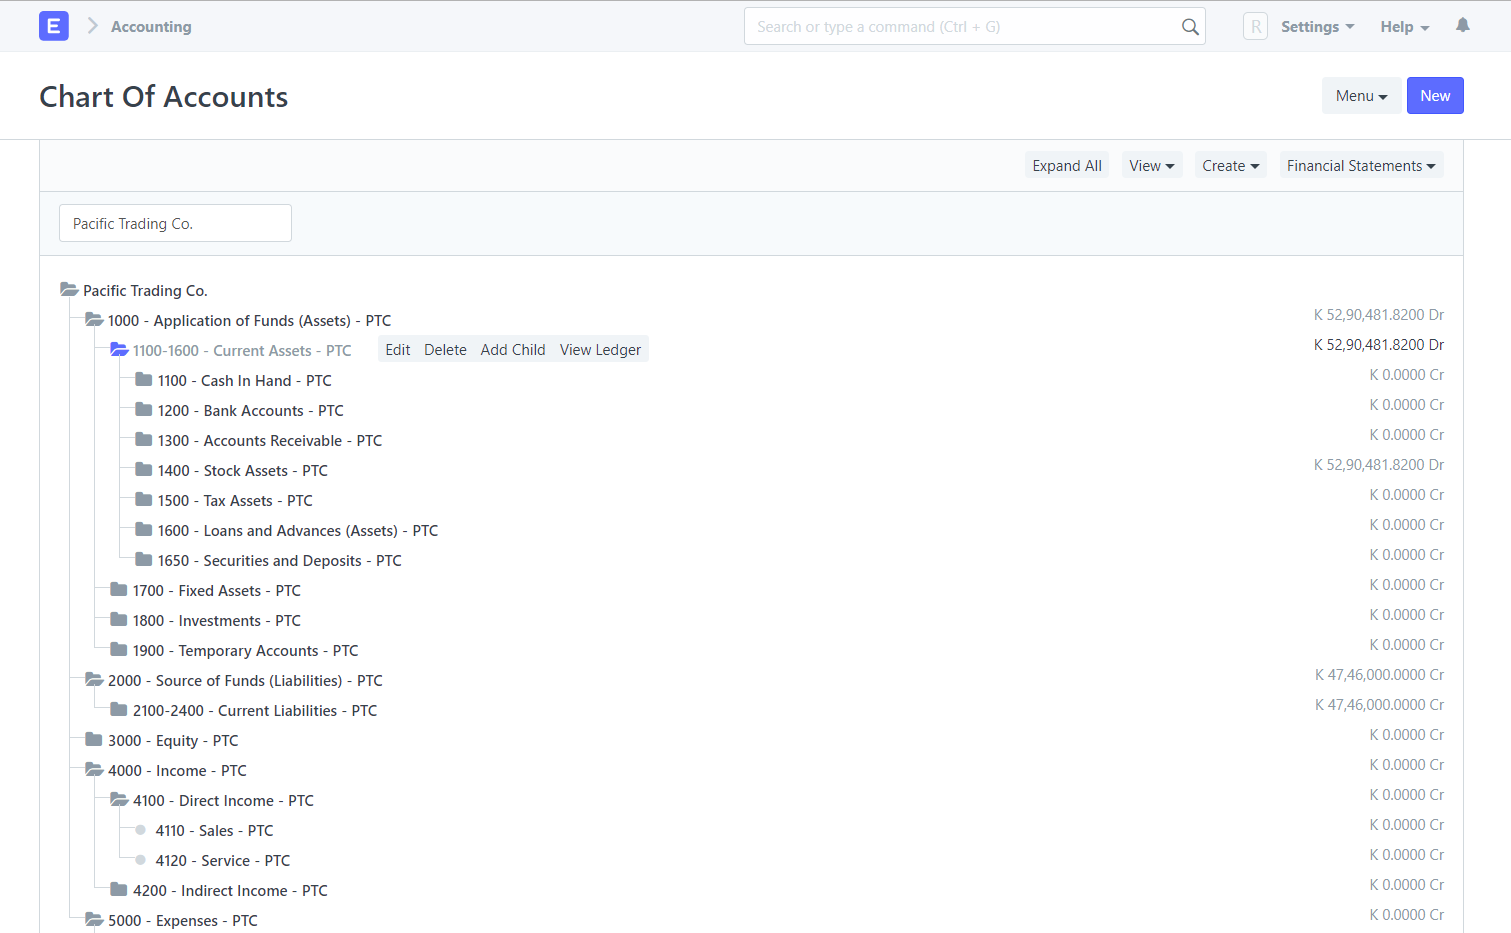 E Accounting Search or type a command (Ctrl + G) R Settings Help
Chart Of Accounts Menu New
Expand All View Create Financial Statements
Pacific Trading Co.
Pacific Trading Co.
1000 - Application of Funds (Assets) - PTC K 52,90,481.8200 Dr
1100-1600 - Current Assets - PTC Edit Delete Add Child View Ledger K 52,90,481.8200 Dr
1100 - Cash In Hand - PTC K 0.0000 Cr
1200 - Bank Accounts - PTC K 0.0000 Cr
1300 - Accounts Receivable - PTC K 0.0000 Cr
1400 - Stock Assets - PTC K 52,90,481.8200 Dr
1500 - Tax Assets - PTC K 0.0000 Cr
1600 - Loans and Advances (Assets) - PTC K 0.0000 Cr
1650 - Securities and Deposits - PTC K 0.0000 Cr
1700 - Fixed Assets - PTC K 0.0000 Cr
1800 - Investments - PTC K 0.0000 Cr
1900 - Temporary Accounts - PTC K 0.0000 Cr
2000 - Source of Funds (Liabilities) - PTC K 47,46,000.0000 Cr
2100-2400 - Current Liabilities - PTC K 47,46,000.0000 Cr
3000 - Equity - PTC K 0.0000 Cr
4000 - Income - PTC K 0.0000 Cr
4100 - Direct Income - PTC K 0.0000 Cr
4110 - Sales - PTC K 0.0000 Cr
4120 - Service - PTC K 0.0000 Cr
4200 - Indirect Income - PTC K 0.0000 Cr
5000 - Expenses - PTC K 0.0000 Cr